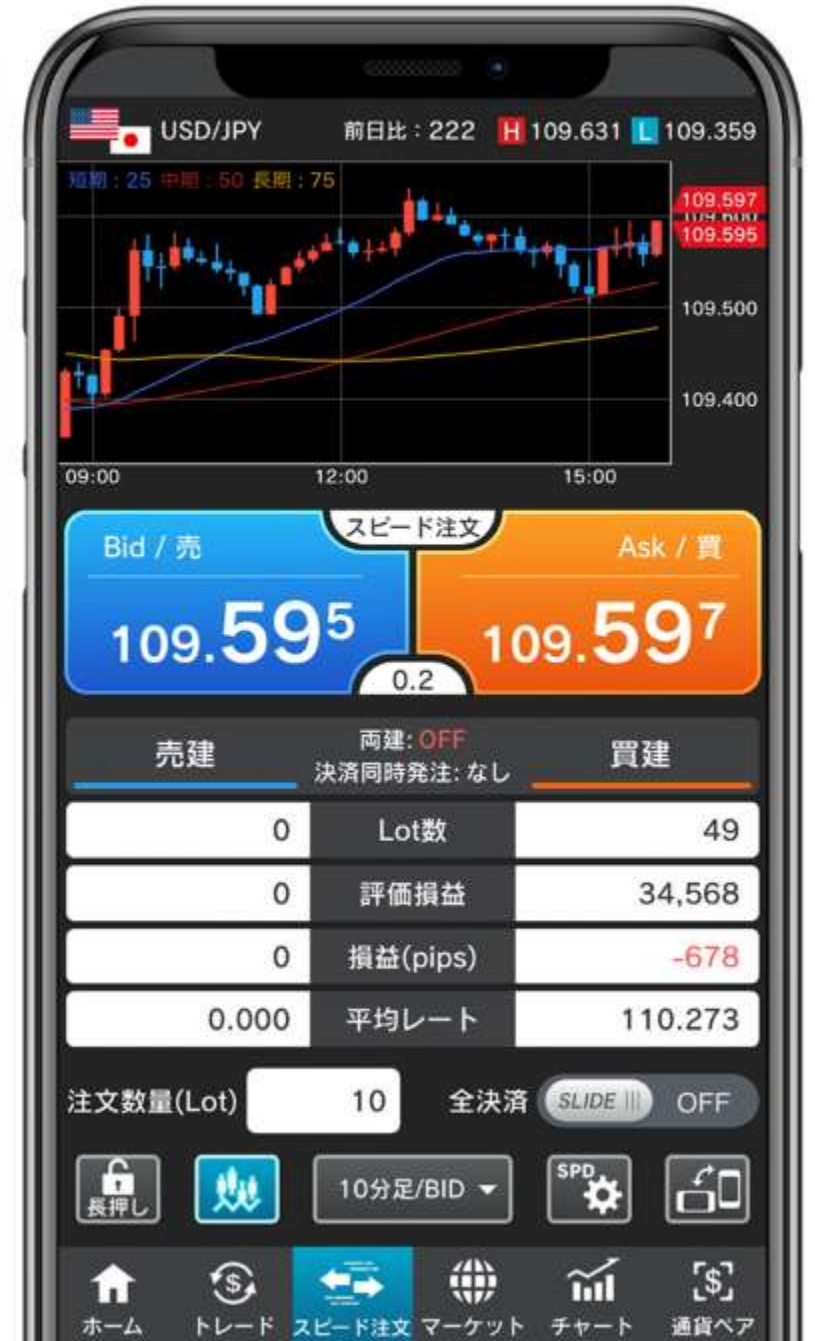 USD/JPY 前日比：222 H 109.631 L 109.359
短期：25 中期：50 長期：75
109.597
109.600
109.595
109.500
109.400
09:00 12:00 15:00
スピード注文
Bid / 売 Ask / 買
109.595 109.597
0.2
売建 両建: OFF 買建
決済同時発注: なし
0 Lot数 49
0 評価損益 34,568
0 損益(pips) -678
0.000 平均レート 110.273
注文数量(Lot) 10 全決済 SLIDE OFF
長押し 10分足/BID SPD
ホーム トレード スピード注文 マーケット チャート 通貨ペア